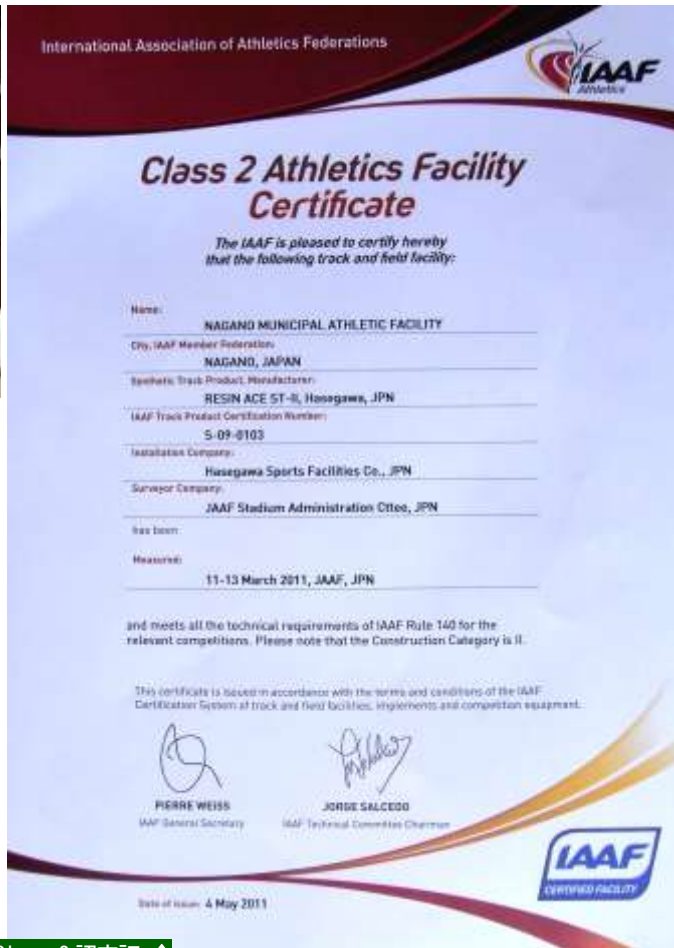 International Association of Athletics Federations
IAAF
Athletics
Class 2 Athletics Facility
Certificate
The IAAF is pleased to certify hereby
that the following track and field facility:
Name:
NAGANO MUNICIPAL ATHLETIC FACILITY
City, IAAF Member Federation:
NAGANO, JAPAN
Synthetic Track Product, Manufacturer:
RESIN ACE ST-II, Hasegawa, JPN
IAAF Track Product Certification Number:
S-09-0103
Installation Company:
Hasegawa Sports Facilities Co., JPN
Surveyor Company:
JAAF Stadium Administration Cttee, JPN
has been
Measured:
11-13 March 2011, JAAF, JPN
and meets all the technical requirements of IAAF Rule 140 for the
relevant competitions. Please note that the Construction Category is II.
This certificate is issued in accordance with the terms and conditions of the IAAF
Certification System of track and field facilities, implements and competition equipment.
PIERRE WEISS JORGE SALCEDO
IAAF General Secretary IAAF Technical Committee Chairman
IAAF
CERTIFIED FACILITY
Date of issue: 4 May 2011